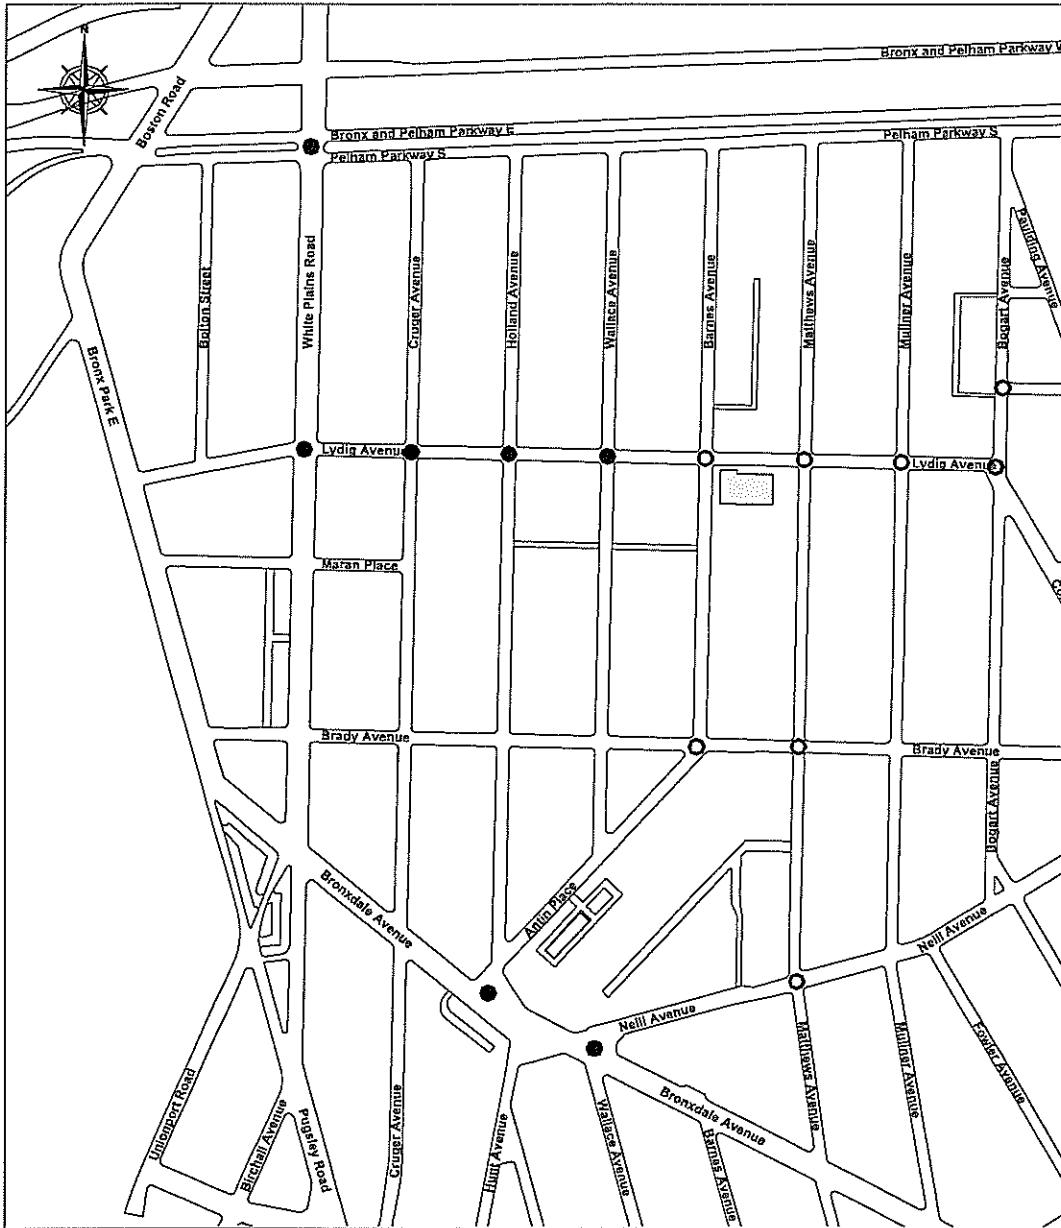 N
Bronx and Pelham Parkway
Boston Road
Bronx and Pelham Parkway E
Pelham Parkway S
Pelham Parkway S
Paulding Avenue
Bolton Street
White Plains Road
Cruger Avenue
Holland Avenue
Wallace Avenue
Barnes Avenue
Matthews Avenue
Muliner Avenue
Bogart Avenue
Bronx Park E
Lydig Avenue
Lydig Avenue
Maran Place
Brady Avenue
Brady Avenue
Bogart Avenue
Bronxdale Avenue
Antin Place
Neill Avenue
Neill Avenue
Matthews Avenue
Muliner Avenue
Fowler Avenue
Unionport Road
Birchall Avenue
Pugsley Road
Cruger Avenue
Hunt Avenue
Wallace Avenue
Barnes Avenue
Bronxdale Avenue